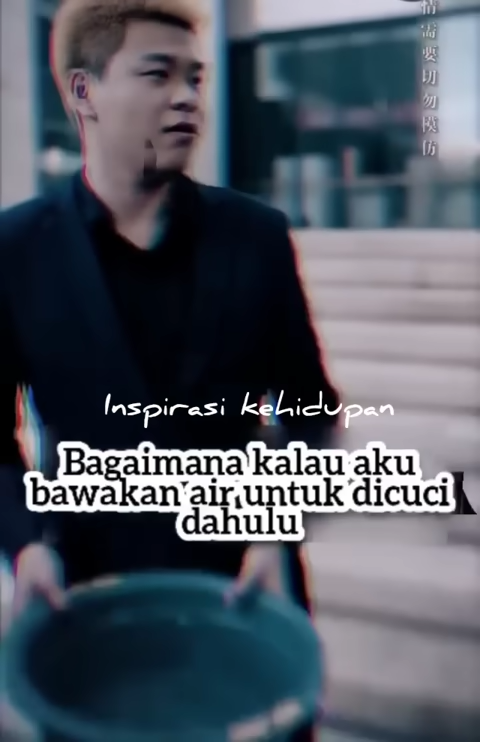 情需要切勿模仿
Inspirasi kehidupan
Bagaimana kalau aku
bawakan air untuk dicuci
dahulu